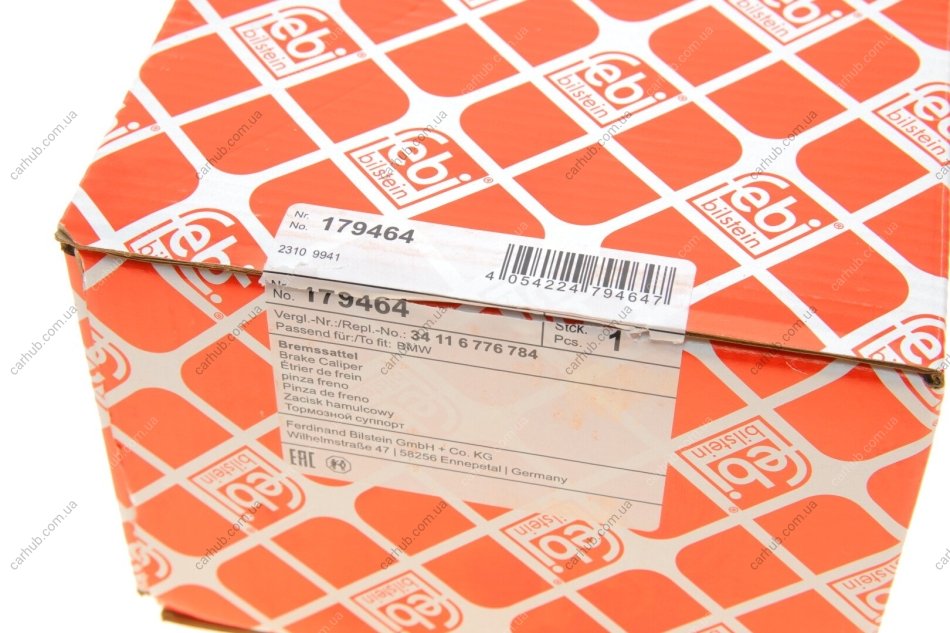 febi
bilstein
Nr.
No. 179464
2310 9941
4 054224 794647
Nr.
No. 179464
Vergl.-Nr.:/Repl.-No.: 34 11 6 776 784
Passend für:/To fit: BMW
Stck.
Pcs. 1
Bremssattel
Brake Caliper
Étrier de frein
pinza freno
Pinza de freno
Zacisk hamulcowy
Тормозной суппорт
Ferdinand Bilstein GmbH + Co. KG
Wilhelmstraße 47 | 58256 Ennepetal | Germany
EAC
carhub.com.ua